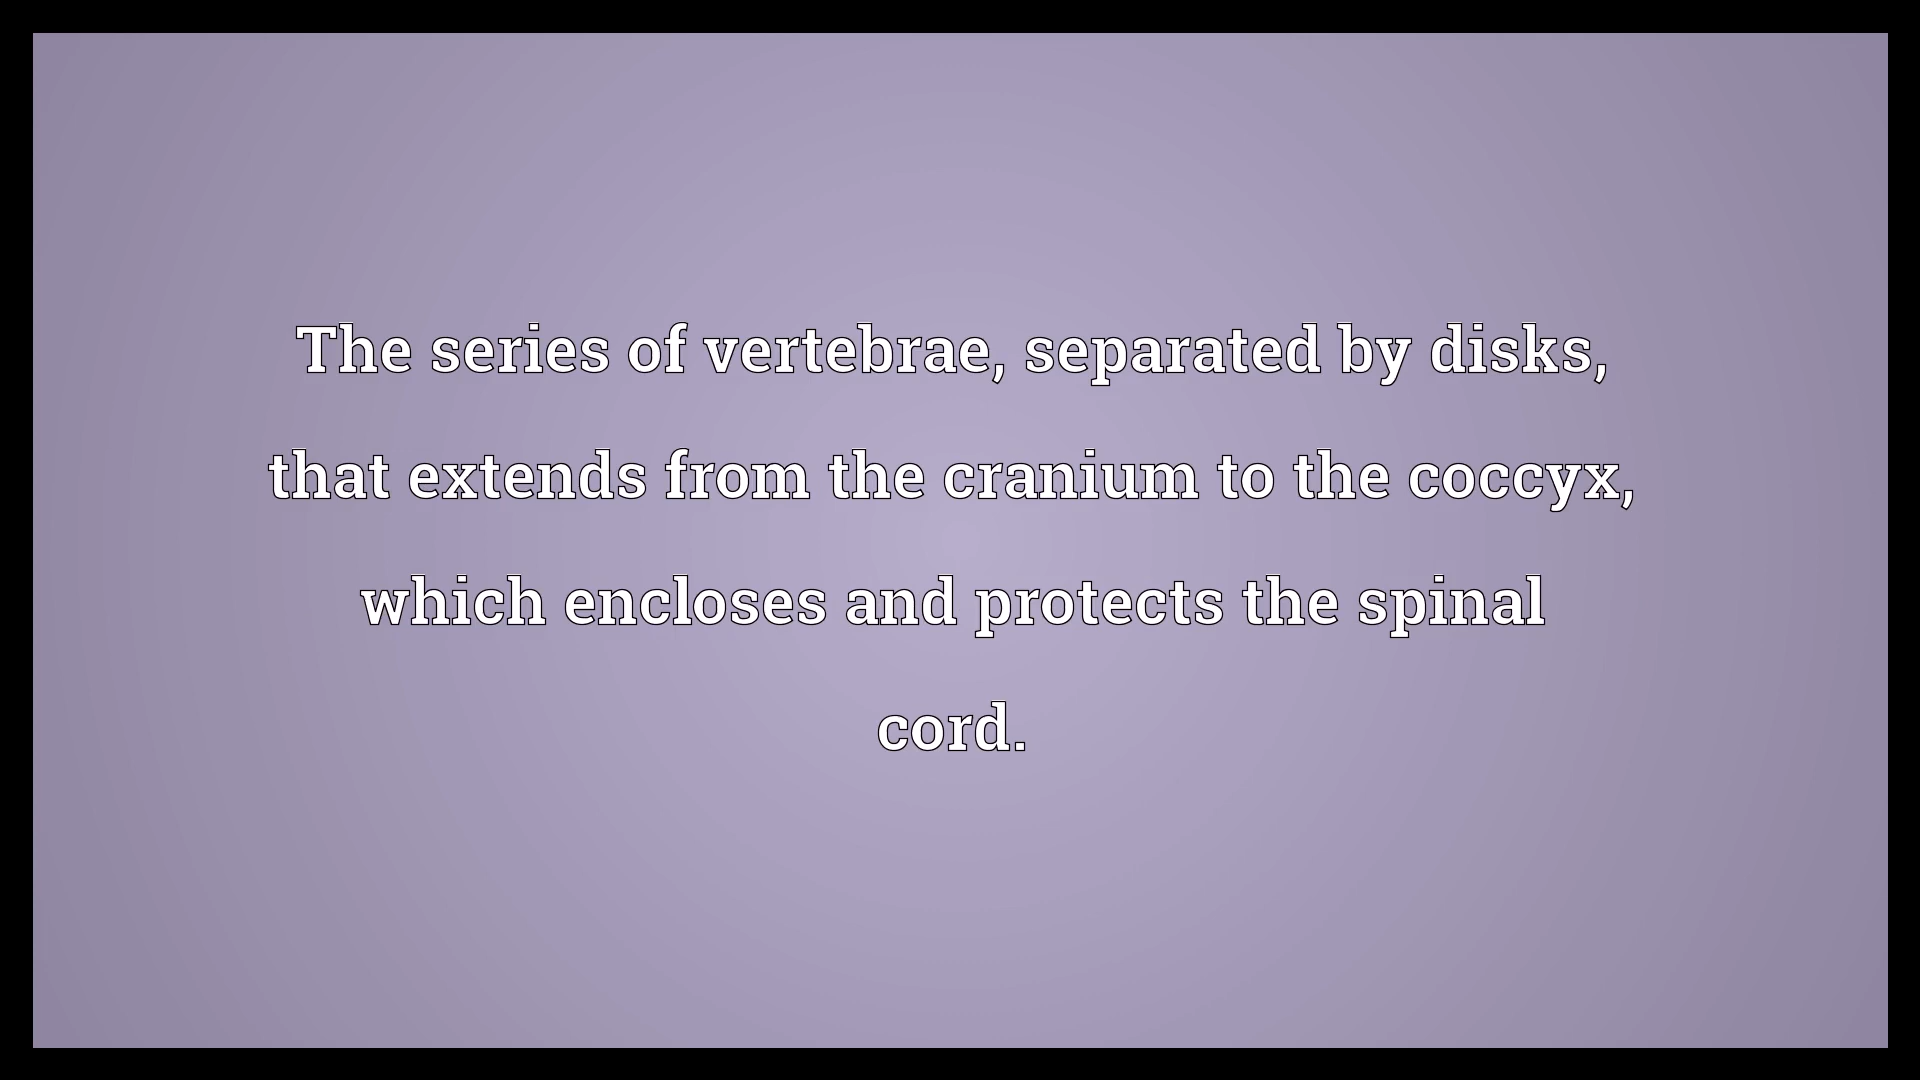 The series of vertebrae, separated by disks,
that extends from the cranium to the coccyx,
which encloses and protects the spinal
cord.